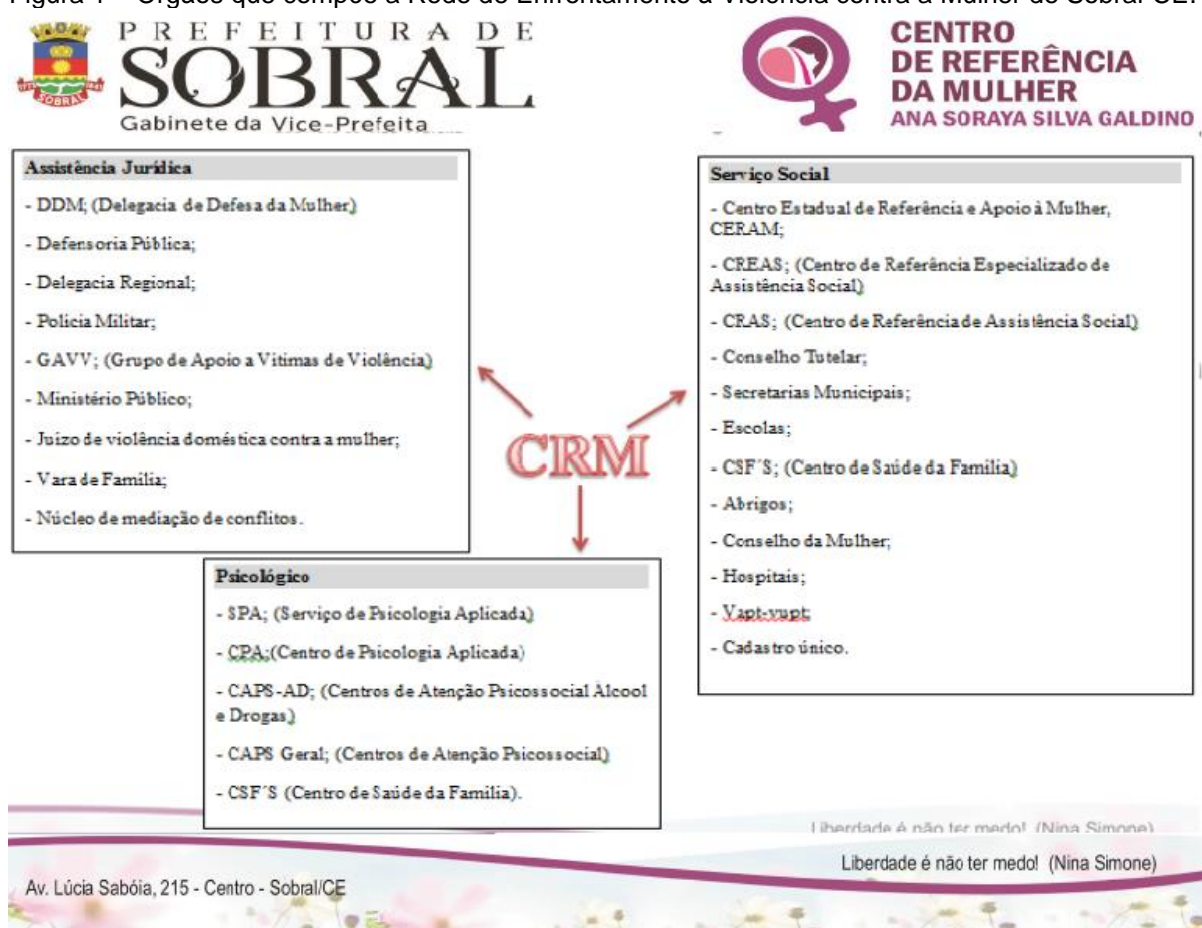 Figura 1 – Órgãos que compõe a Rede de Enfrentamento à Violência contra a Mulher de Sobral-CE.
PREFEITURA DE
SOBRAL
Gabinete da Vice-Prefeita
SOBRAL
CENTRO
DE REFERÊNCIA
DA MULHER
ANA SORAYA SILVA GALDINO
Assistência Jurídica
- DDM; (Delegacia de Defesa da Mulher)
- Defensoria Pública;
- Delegacia Regional;
- Policia Militar;
- GAVV; (Grupo de Apoio a Vitimas de Violência)
- Ministério Público;
- Juizo de violência doméstica contra a mulher;
- Vara de Família;
- Núcleo de mediação de conflitos.
Serviço Social
- Centro Estadual de Referência e Apoio à Mulher,
CERAM;
- CREAS; (Centro de Referência Especializado de
Assistência Social)
- CRAS; (Centro de Referência de Assistência Social)
- Conselho Tutelar;
- Secretarias Municipais;
- Escolas;
- CSF´S; (Centro de Saúde da Familia)
- Abrigos;
- Conselho da Mulher;
- Hospitais;
- Vapt-vupt;
- Cadastro único.
CRM
Psicológico
- SPA; (Serviço de Psicologia Aplicada)
- CPA;(Centro de Psicologia Aplicada)
- CAPS-AD; (Centros de Atenção Psicossocial Álcool
e Drogas)
- CAPS Geral; (Centros de Atenção Psicossocial)
- CSF´S (Centro de Saúde da Familia).
Liberdade é não ter medo! (Nina Simone)
Liberdade é não ter medo! (Nina Simone)
Av. Lúcia Sabóia, 215 - Centro - Sobral/CE